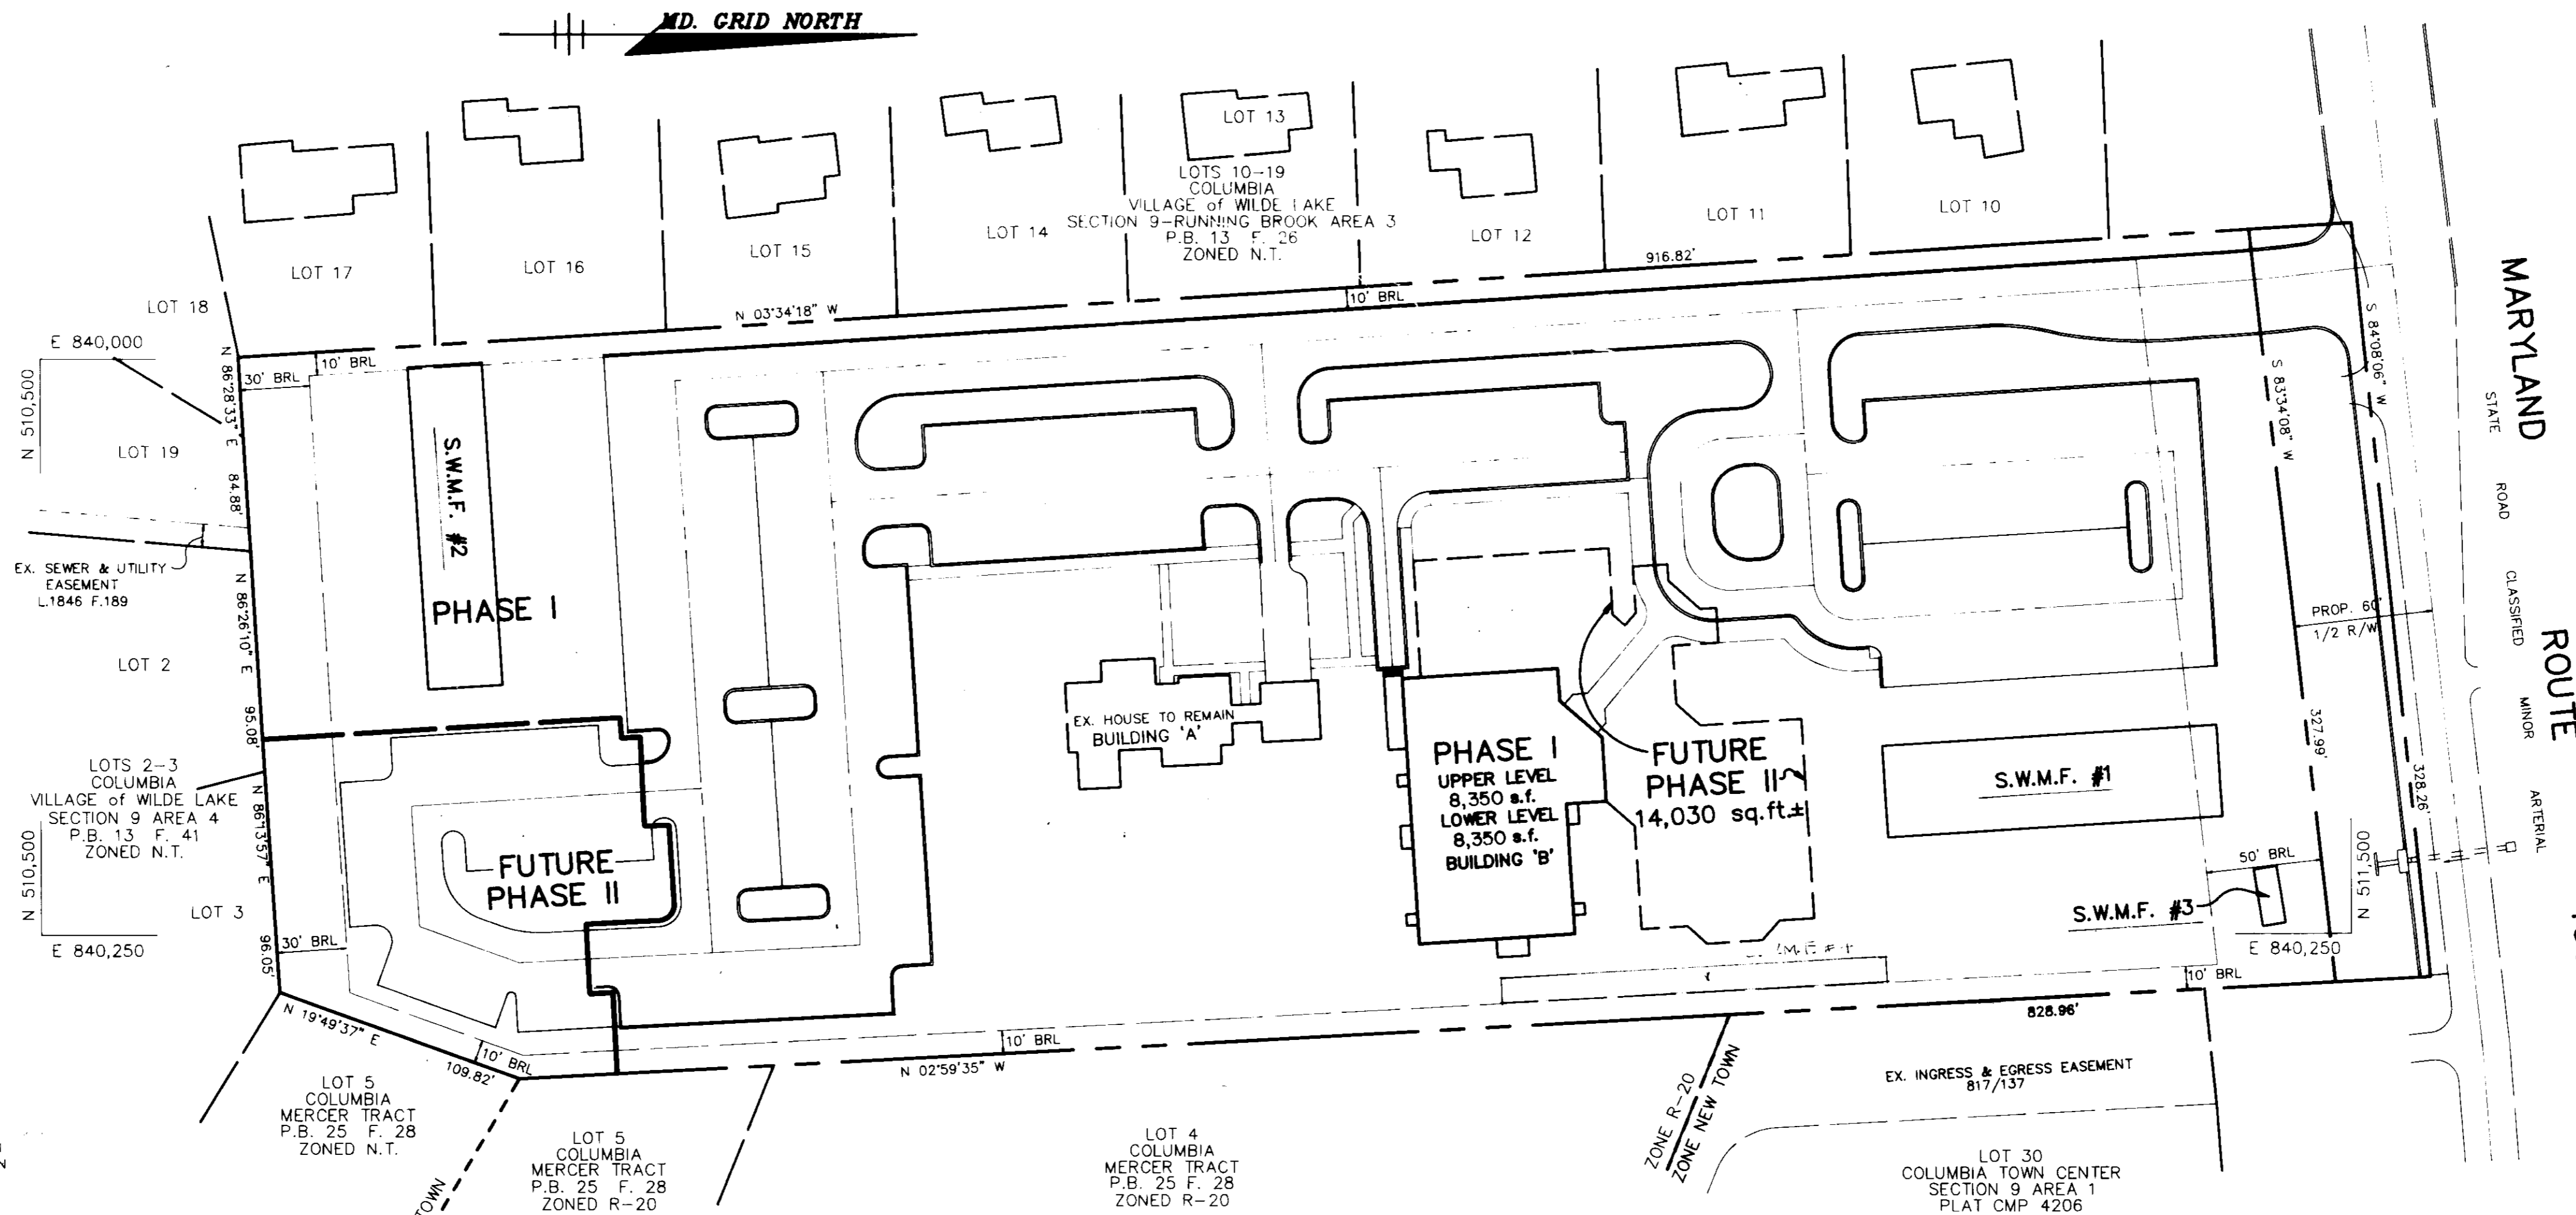 MD. GRID NORTH
LOT 13
LOTS 10-19
COLUMBIA
VILLAGE of WILDE LAKE
SECTION 9-RUNNING BROOK AREA 3
P.B. 13 F. 26
ZONED N.T.
LOT 17
LOT 16
LOT 15
LOT 14
LOT 12
LOT 11
LOT 10
LOT 18
916.82'
N 03°34'18" W
10' BRL
E 840,000
N 510,500
30' BRL
10' BRL
N 86°28'33" E
84.88'
LOT 19
S.W.M.F. #2
EX. SEWER & UTILITY
EASEMENT
L.1846 F.189
PHASE I
N 86°26'10" E
95.08'
LOT 2
LOTS 2-3
COLUMBIA
VILLAGE of WILDE LAKE
SECTION 9 AREA 4
P.B. 13 F. 41
ZONED N.T.
N 86°13'57" E
96.05'
LOT 3
N 510,500
E 840,250
30' BRL
FUTURE
PHASE II
EX. HOUSE TO REMAIN
BUILDING 'A'
PHASE I
UPPER LEVEL
8,350 s.f.
LOWER LEVEL
8,350 s.f.
BUILDING 'B'
FUTURE
PHASE II
14,030 sq.ft.±
S.W.M.F. #1
S.W.M.F. #3
50' BRL
N 511,500
E 840,250
10' BRL
S 83°34'08" W
327.99'
S 84°08'06" W
328.26'
PROP. 60'
1/2 R/W
MARYLAND
ROUTE
STATE
ROAD
CLASSIFIED
MINOR
ARTERIAL
N 19°49'37" E
109.82'
10' BRL
10' BRL
N 02°59'35" W
828.96'
LOT 5
COLUMBIA
MERCER TRACT
P.B. 25 F. 28
ZONED N.T.
TOWN
LOT 5
COLUMBIA
MERCER TRACT
P.B. 25 F. 28
ZONED R-20
LOT 4
COLUMBIA
MERCER TRACT
P.B. 25 F. 28
ZONED R-20
ZONE R-20
ZONE NEW TOWN
EX. INGRESS & EGRESS EASEMENT
817/137
LOT 30
COLUMBIA TOWN CENTER
SECTION 9 AREA 1
PLAT CMP 4206